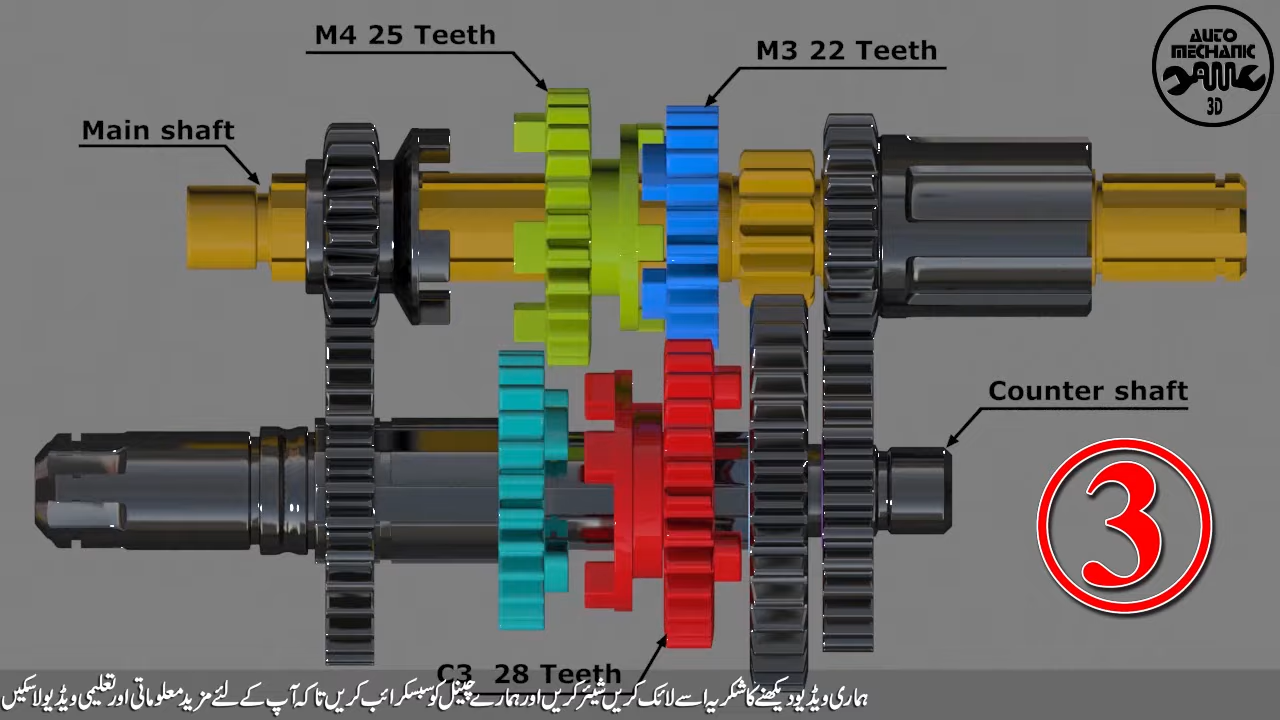 M4 25 Teeth
M3 22 Teeth
AUTO
MECHANIC
AMC
3D
Main shaft
Counter shaft
3
C3 28 Teeth
ہماری ویڈیو دیکھنے کا شکریہ اسے لائک کریں شیئر کریں اور ہمارے چینل کو سبسکرائب کریں تاکہ آپ کے لئے مزید معلوماتی اور تعلیمی ویڈیو لا سکیں